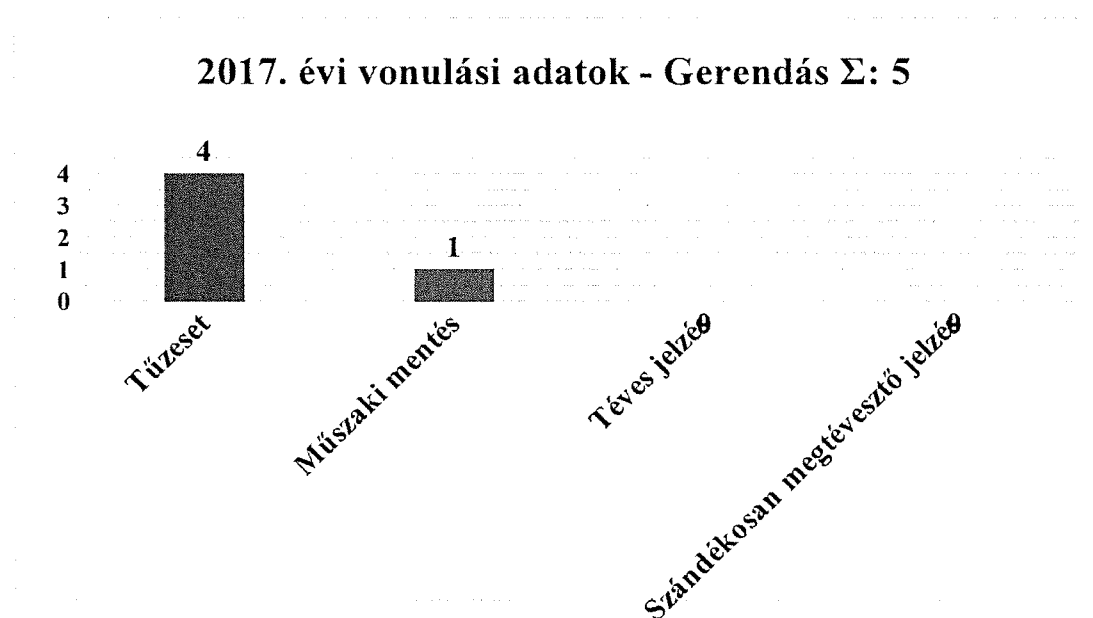 2017. évi vonulási adatok - Gerendás Σ: 5
4
4
3
2
1
0
1
0
0
Tűzeset
Műszaki mentés
Téves jelzés
Szándékosan megtévesztő jelzés